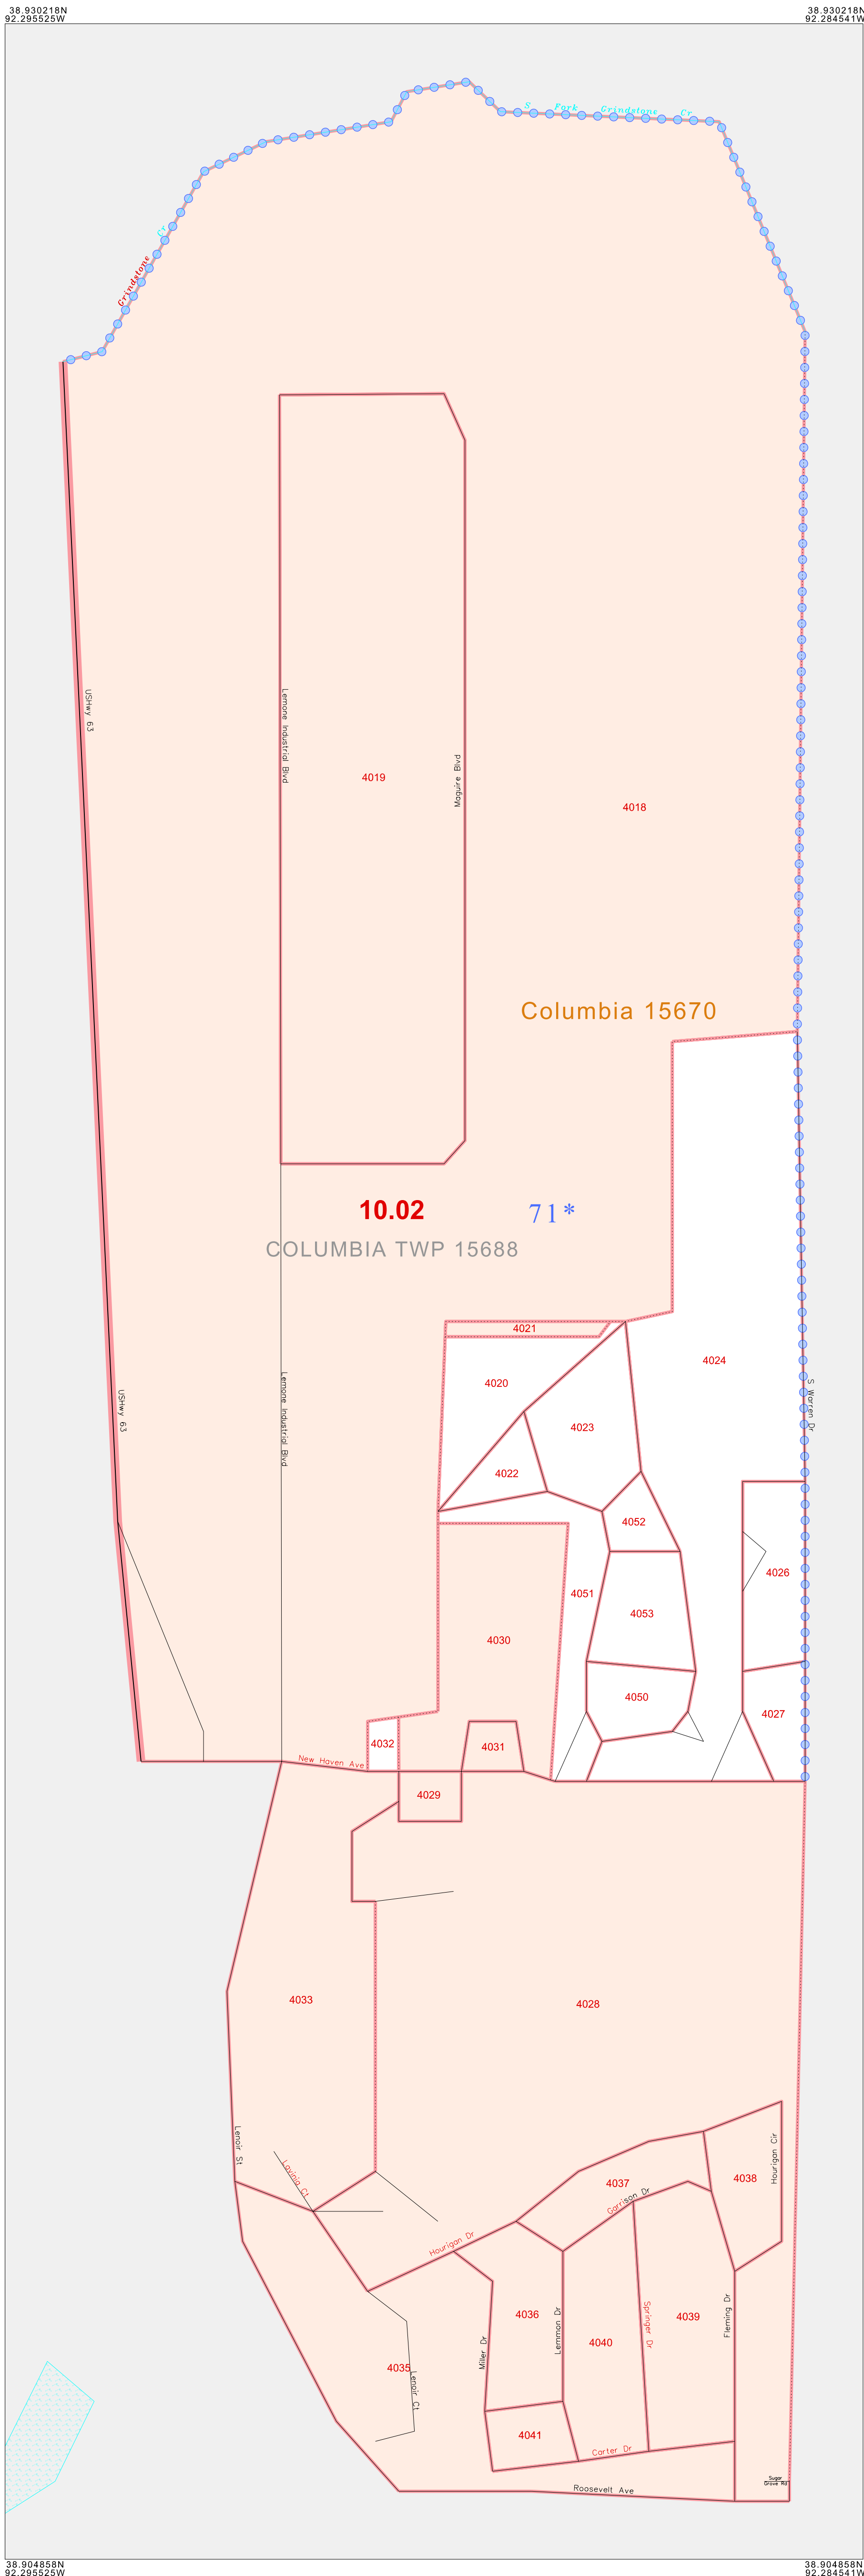 38.930218N
92.295525W
38.930218N
92.284541W
S Fork Grindstone Cr
Grindstone Cr
USHwy 63
Lemone Industrial Blvd
4019
Maguire Blvd
4018
Columbia 15670
10.02
71*
COLUMBIA TWP 15688
4021
4020
4024
4023
S Warren Dr
USHwy 63
Lemone Industrial Blvd
4022
4052
4026
4051
4053
4030
4050
4027
4032
4031
New Haven Ave
4029
4033
4028
Lenoir St
Lavinia Ct
4037
4038
Hourigan Cir
Garrison Dr
Hourigan Dr
4036
Springer Dr
4039
Fleming Dr
Miller Dr
Lemmon Dr
4040
4035
Lenoir Ct
4041
Carter Dr
Roosevelt Ave
Sugar
Grove Rd
38.904858N
92.295525W
38.904858N
92.284541W